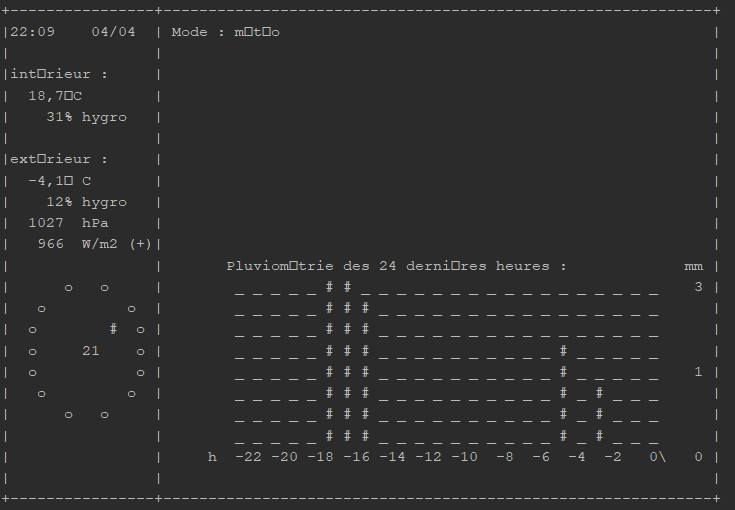 +----------------+-------------------------------------------------------------+
|22:09    04/04  | Mode : m□t□o                                                |
|                |                                                             |
|int□rieur :     |                                                             |
|  18,7□C        |                                                             |
|    31% hygro   |                                                             |
|                |                                                             |
|ext□rieur :     |                                                             |
|  -4,1□ C       |                                                             |
|    12% hygro   |                                                             |
|  1027  hPa     |                                                             |
|   966  W/m2 (+)|                                                             |
|                |       Pluviom□trie des 24 derni□res heures :             mm |
|      o   o     |        _ _ _ _ _ # # _ _ _ _ _ _ _ _ _ _ _ _ _ _ _ _ _    3 |
|   o         o  |        _ _ _ _ _ # # # _ _ _ _ _ _ _ _ _ _ _ _ _ _ _ _      |
|  o        #  o |        _ _ _ _ _ # # # _ _ _ _ _ _ _ _ _ _ _ _ _ _ _ _      |
|  o     21    o |        _ _ _ _ _ # # # _ _ _ _ _ _ _ _ _ _ # _ _ _ _ _      |
|  o           o |        _ _ _ _ _ # # # _ _ _ _ _ _ _ _ _ _ # _ _ _ _ _    1 |
|   o         o  |        _ _ _ _ _ # # # _ _ _ _ _ _ _ _ _ _ # _ # _ _ _      |
|      o   o     |        _ _ _ _ _ # # # _ _ _ _ _ _ _ _ _ _ # _ # _ _ _      |
|                |        _ _ _ _ _ # # # _ _ _ _ _ _ _ _ _ _ # _ # _ _ _      |
|                |     h  -22 -20 -18 -16 -14 -12 -10  -8  -6  -4  -2   0\   0 |
|                |                                                             |
+----------------+-------------------------------------------------------------+